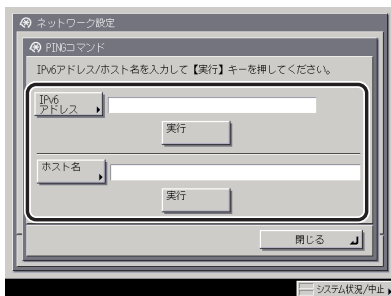 ネットワーク設定
PING6コマンド
IPv6アドレス/ホスト名を入力して【実行】キーを押してください。
IPv6
アドレス
実行
ホスト名
実行
閉じる
システム状況/中止